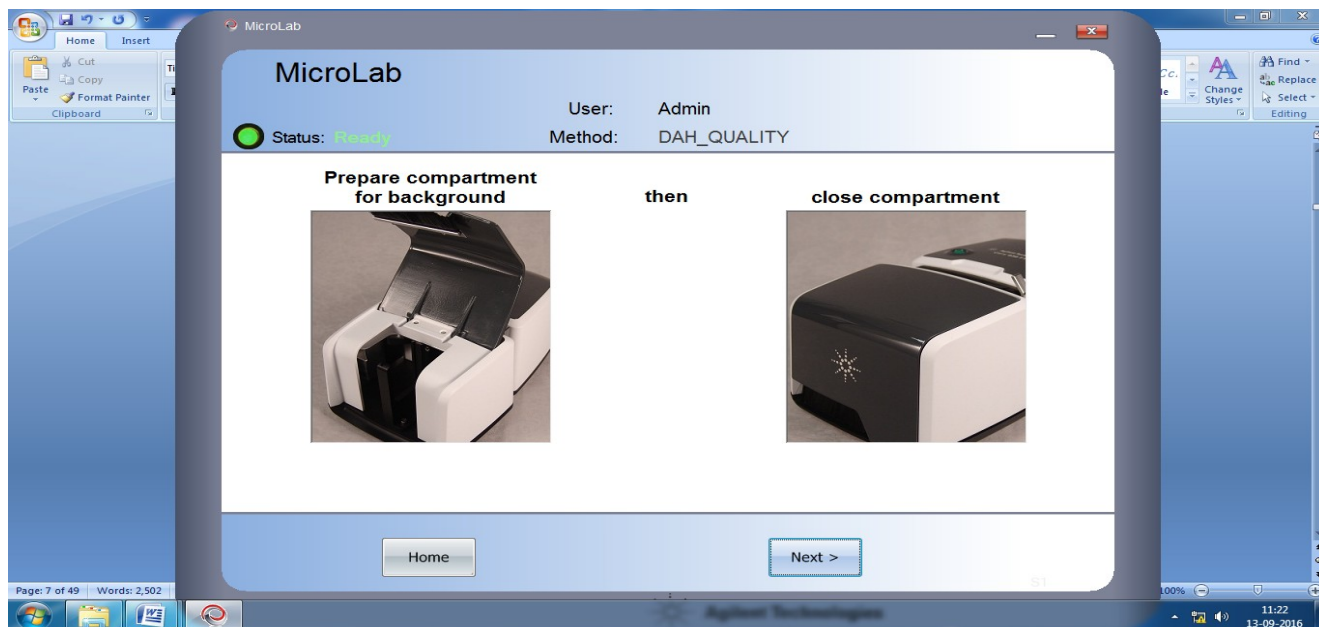 MicroLab
Home Insert
Cut
Copy
Paste
Format Painter
Clipboard
MicroLab
User: Admin
Status: Ready
Method: DAH_QUALITY
Prepare compartment
for background
then
close compartment
Home
Next >
S1
Change
Styles
Find
Replace
Select
Editing
Page: 7 of 49
Words: 2,502
100%
Agilent Technologies
11:22
13-09-2016